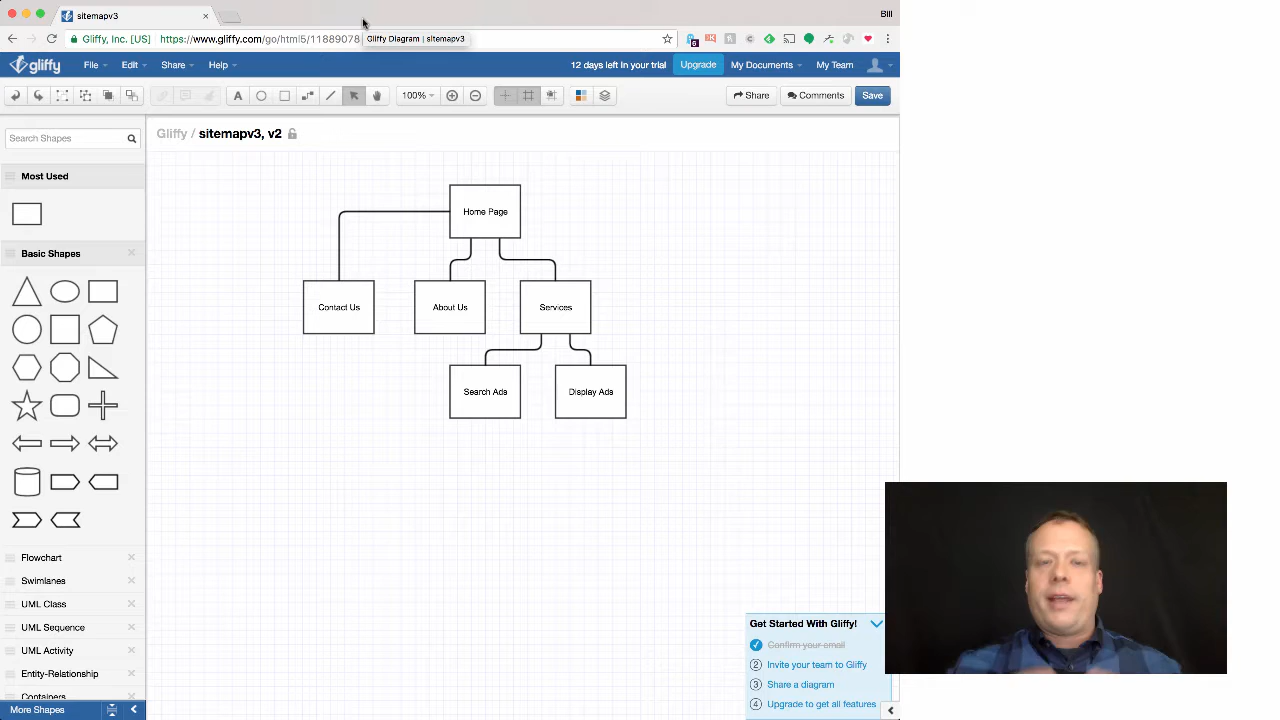 sitemapv3
Bill
Gliffy, Inc. [US]
https://www.gliffy.com/go/html5/11889078
Gliffy Diagram | sitemapv3
gliffy
File
Edit
Share
Help
12 days left in your trial
Upgrade
My Documents
My Team
100%
Share
Comments
Save
Search Shapes
Gliffy / sitemapv3, v2
Most Used
Basic Shapes
Home Page
Contact Us
About Us
Services
Search Ads
Display Ads
Flowchart
Swimlanes
UML Class
UML Sequence
UML Activity
Entity-Relationship
Containers
More Shapes
Get Started With Gliffy!
Confirm your email
2 Invite your team to Gliffy
3 Share a diagram
4 Upgrade to get all features